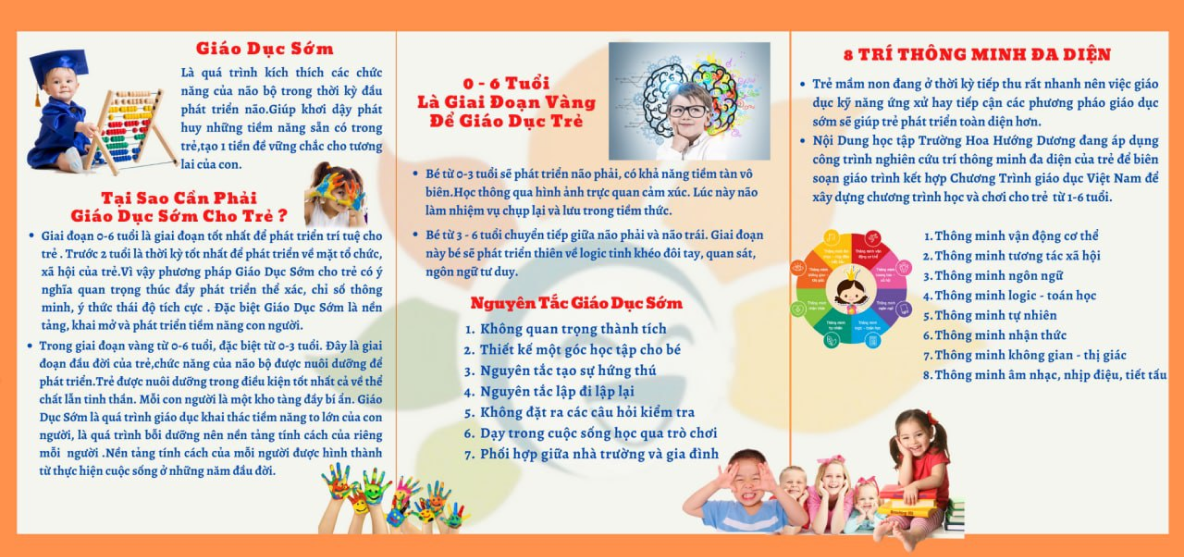 Giáo Dục Sớm
Là quá trình kích thích các chức
năng của não bộ trong thời kỳ đầu
phát triển não.Giúp khơi dậy phát
huy những tiềm năng sẵn có trong
trẻ,tạo 1 tiền đề vững chắc cho tương
lai của con.
Tại Sao Cần Phải
Giáo Dục Sớm Cho Trẻ ?
• Giai đoạn 0-6 tuổi là giai đoạn tốt nhất để phát triển trí tuệ cho
trẻ . Trước 2 tuổi là thời kỳ tốt nhất để phát triển về mặt tổ chức,
xã hội của trẻ.Vì vậy phương pháp Giáo Dục Sớm cho trẻ có ý
nghĩa quan trọng thúc đẩy phát triển thể xác, chỉ số thông
minh, ý thức thái độ tích cực . Đặc biệt Giáo Dục Sớm là nền
tảng, khai mở và phát triển tiềm năng con người.
• Trong giai đoạn vàng từ 0-6 tuổi, đặc biệt từ 0-3 tuổi. Đây là giai
đoạn đầu đời của trẻ,chức năng của não bộ được nuôi dưỡng để
phát triển.Trẻ được nuôi dưỡng trong điều kiện tốt nhất cả về thể
chất lẫn tinh thần. Mỗi con người là một kho tàng đầy bí ẩn. Giáo
Dục Sớm là quá trình giáo dục khai thác tiềm năng to lớn của con
người, là quá trình bồi dưỡng nên nền tảng tính cách của riêng
mỗi người .Nền tảng tính cách của mỗi người được hình thành
từ thực hiện cuộc sống ở những năm đầu đời.
0 - 6 Tuổi
Là Giai Đoạn Vàng
Để Giáo Dục Trẻ
• Bé từ 0-3 tuổi sẽ phát triển não phải, có khả năng tiềm tàn vô
biên.Học thông qua hình ảnh trực quan cảm xúc. Lúc này não
làm nhiệm vụ chụp lại và lưu trong tiềm thức.
• Bé từ 3 - 6 tuổi chuyển tiếp giữa não phải và não trái. Giai đoạn
này bé sẽ phát triển thiên về logic tính khéo đôi tay, quan sát,
ngôn ngữ tư duy.
Nguyên Tắc Giáo Dục Sớm
1. Không quan trọng thành tích
2. Thiết kế một góc học tập cho bé
3. Nguyên tắc tạo sự hứng thú
4. Nguyên tắc lập đi lập lại
5. Không đặt ra các câu hỏi kiểm tra
6. Dạy trong cuộc sống học qua trò chơi
7. Phối hợp giữa nhà trường và gia đình
8 TRÍ THÔNG MINH ĐA DIỆN
• Trẻ mầm non đang ở thời kỳ tiếp thu rất nhanh nên việc giáo
dục kỹ năng ứng xử hay tiếp cận các phương pháo giáo dục
sớm sẽ giúp trẻ phát triển toàn diện hơn.
• Nội Dung học tập Trường Hoa Hướng Dương đang áp dụng
công trình nghiên cứu trí thông minh đa diện của trẻ để biên
soạn giáo trình kết hợp Chương Trình giáo dục Việt Nam để
xây dựng chương trình học và chơi cho trẻ từ 1-6 tuổi.
1. Thông minh vận động cơ thể
2. Thông minh tương tác xã hội
3. Thông minh ngôn ngữ
4. Thông minh logic - toán học
5. Thông minh tự nhiên
6. Thông minh nhận thức
7. Thông minh không gian - thị giác
8. Thông minh âm nhạc, nhịp điệu, tiết tấu